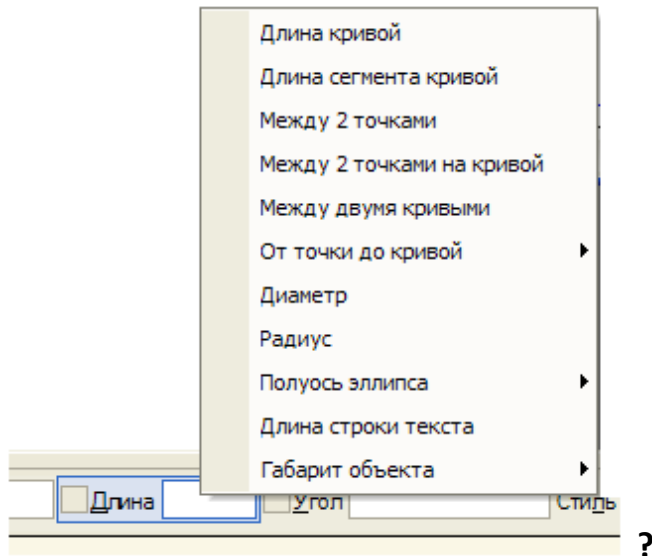 Длина кривой
Длина сегмента кривой
Между 2 точками
Между 2 точками на кривой
Между двумя кривыми
От точки до кривой
Диаметр
Радиус
Полуось эллипса
Длина строки текста
Габарит объекта
Длина Угол Стиль
?